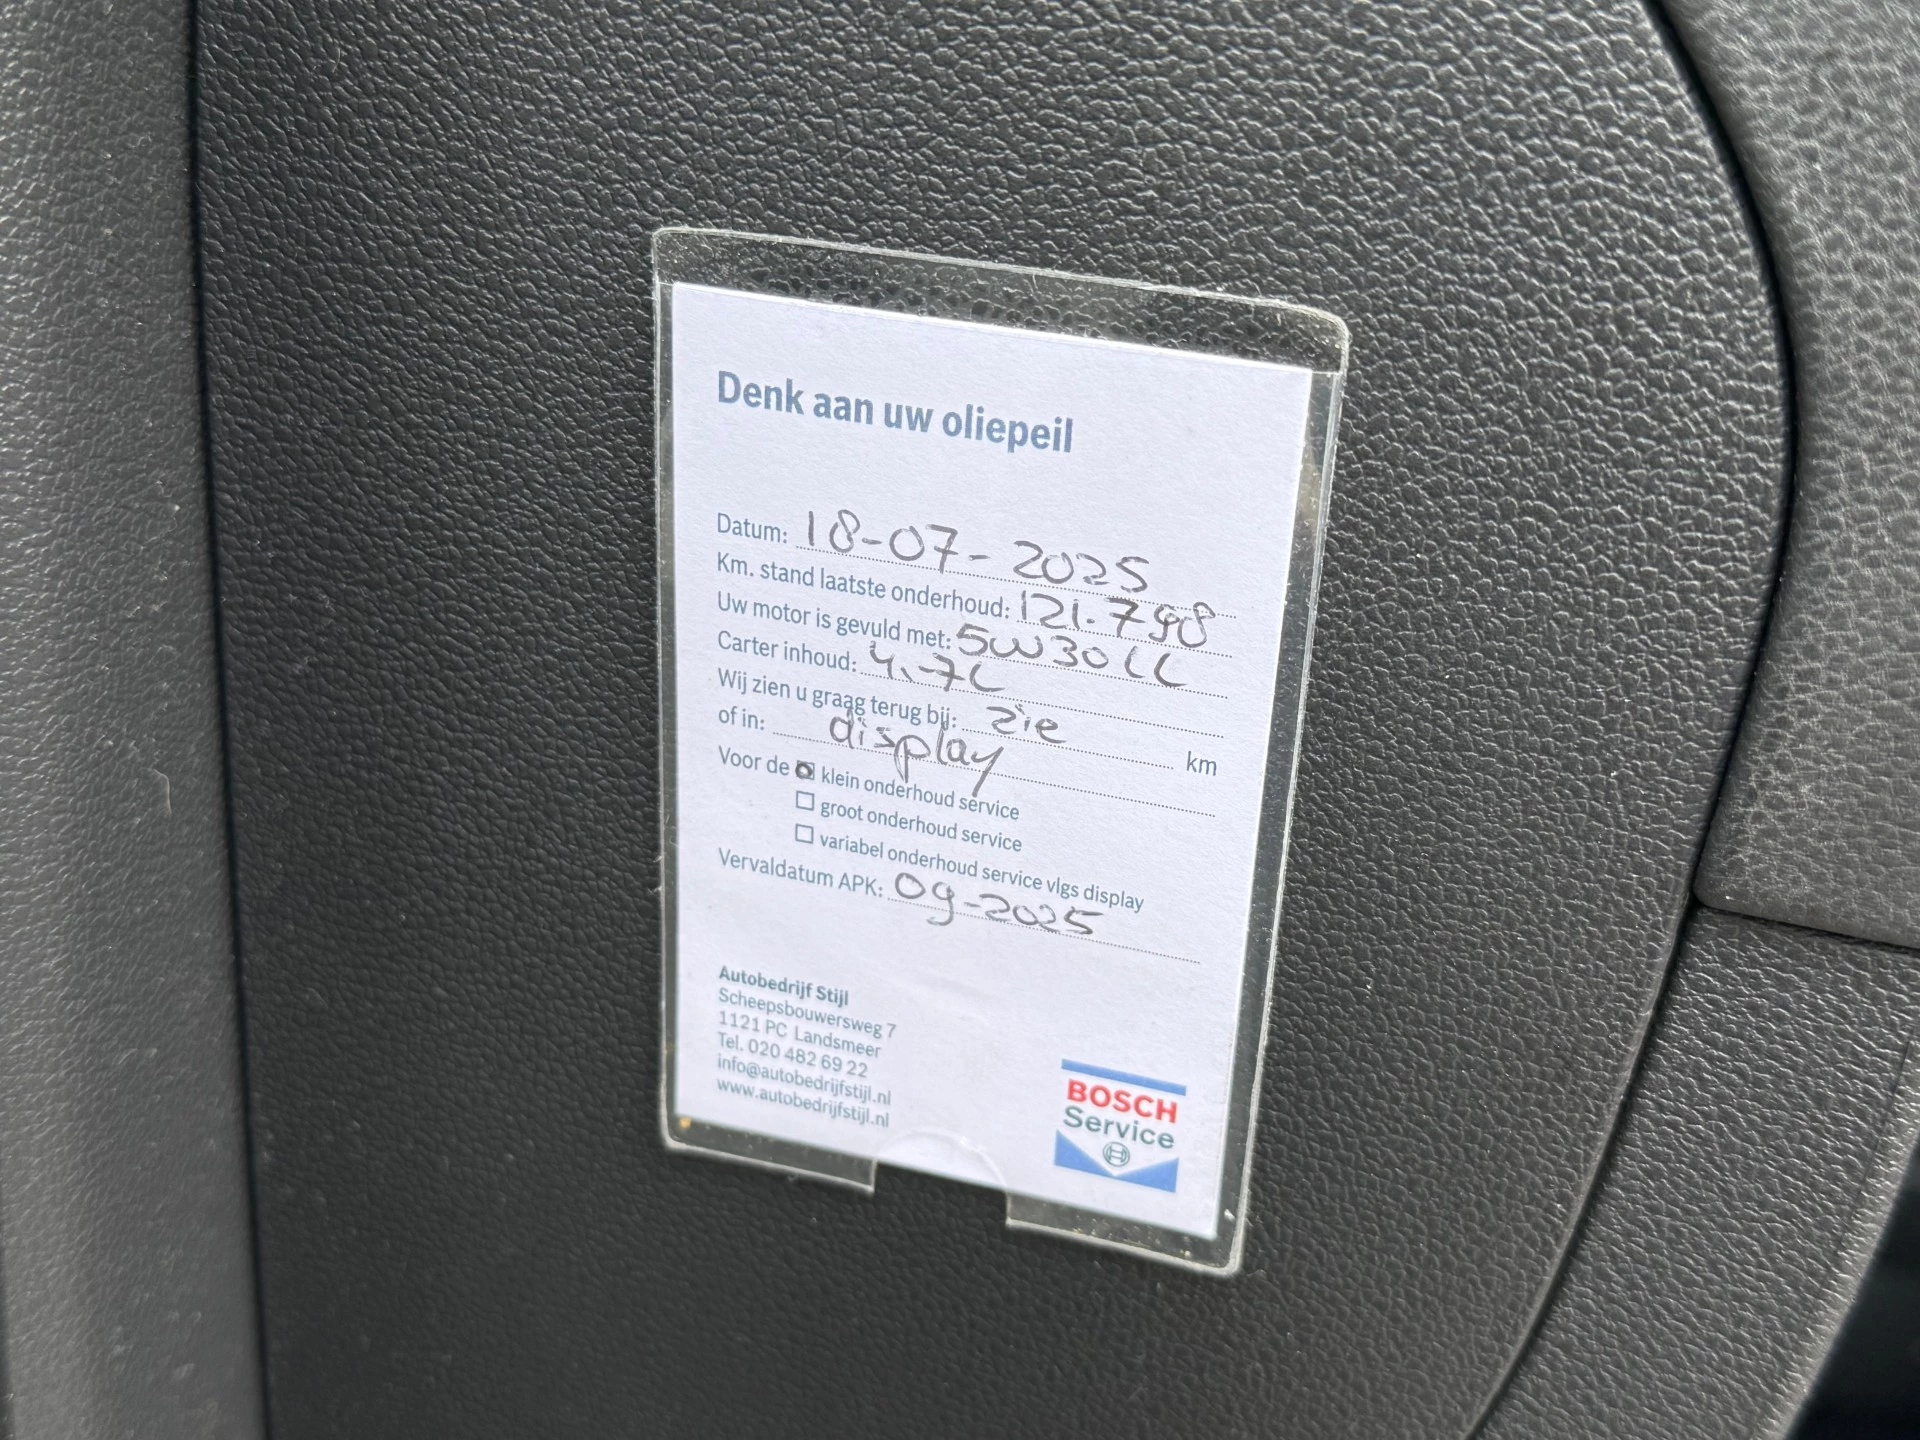 Denk aan uw oliepeil
Datum: 18-07-2025
Km. stand laatste onderhoud: 121.798
Uw motor is gevuld met: 5W30LL
Carter inhoud: 4.7L
Wij zien u graag terug bij: zie km
of in: display
Voor de klein onderhoud service
groot onderhoud service
variabel onderhoud service vlgs display
Vervaldatum APK: 09-2025
Autobedrijf Stijl
Scheepsbouwersweg 7
1121 PC Landsmeer
Tel. 020 482 69 22
info@autobedrijfstijl.nl
www.autobedrijfstijl.nl
BOSCH
Service